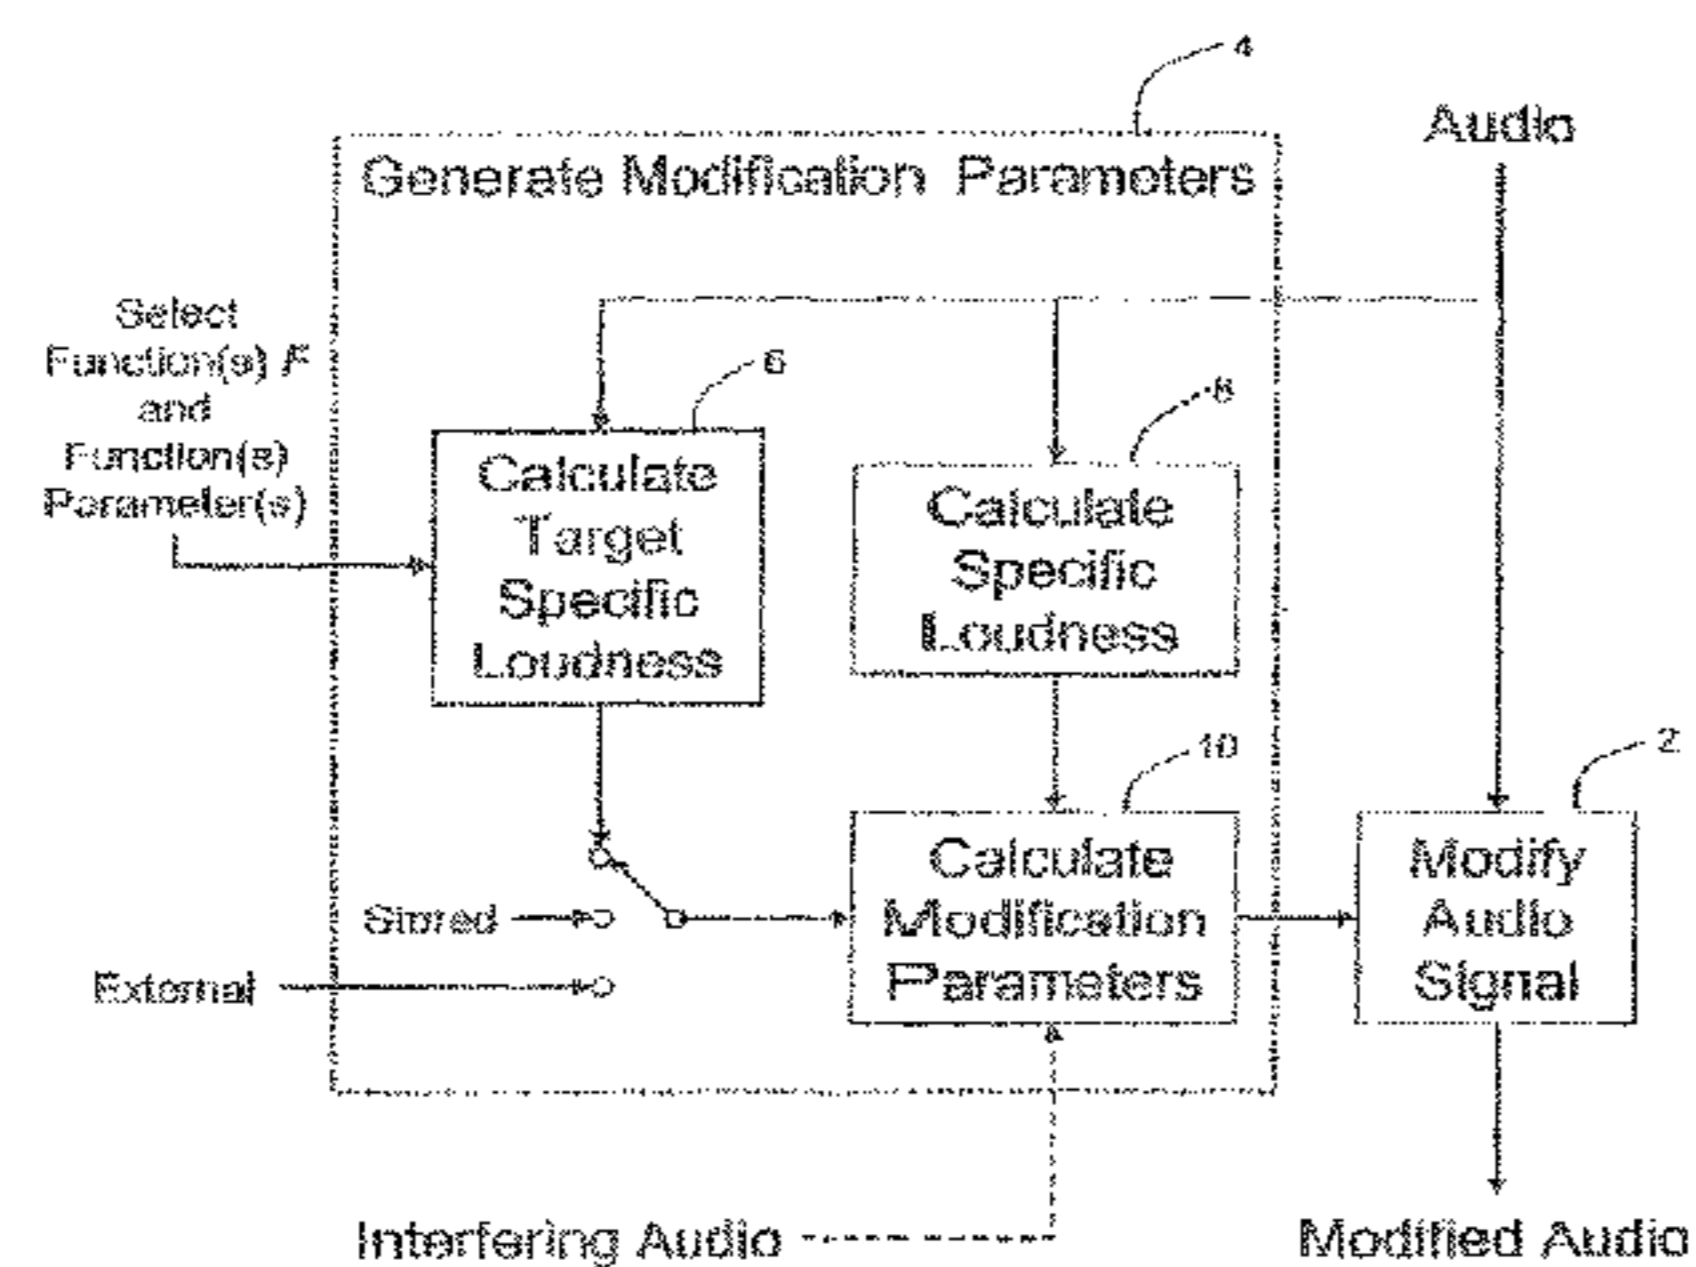 4
Audio
Generate Modification Parameters
Select
Function(s) F
and
Function(s)
Parameter(s)
6
Calculate
Target
Specific
Loudness
8
Calculate
Specific
Loudness
10
Calculate
Modification
Parameters
2
Modify
Audio
Signal
Stored
External
Interfering Audio
Modified Audio